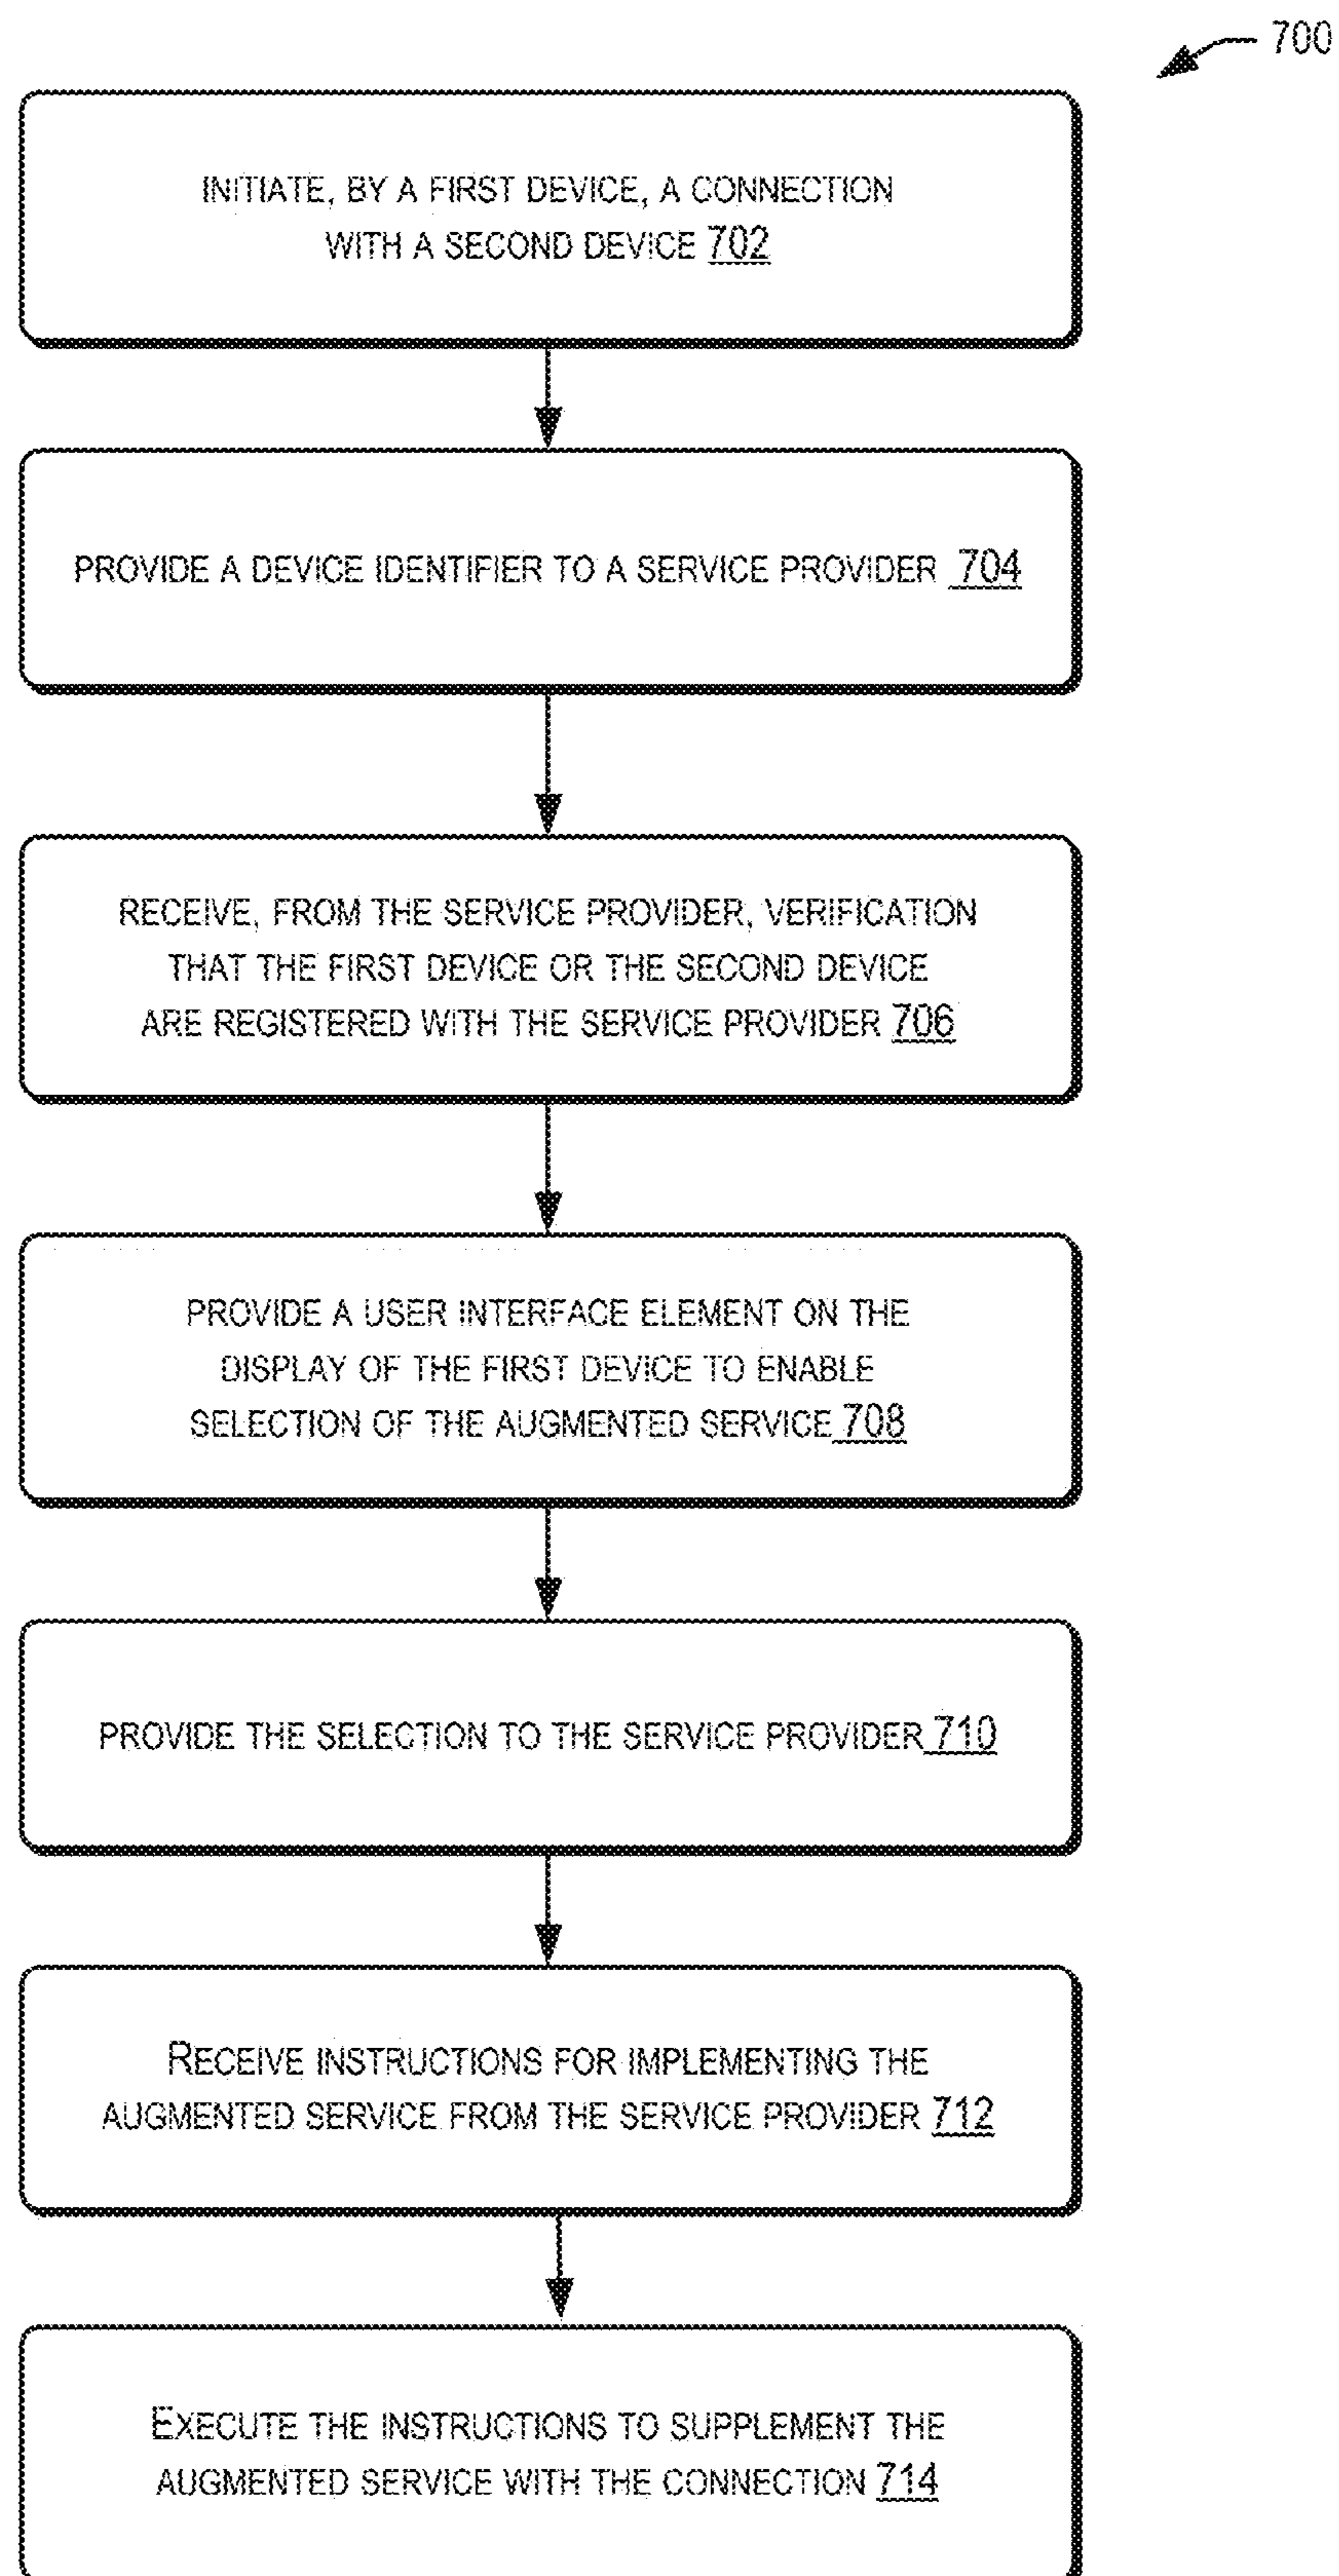 700
INITIATE, BY A FIRST DEVICE, A CONNECTION
WITH A SECOND DEVICE 702
PROVIDE A DEVICE IDENTIFIER TO A SERVICE PROVIDER 704
RECEIVE, FROM THE SERVICE PROVIDER, VERIFICATION
THAT THE FIRST DEVICE OR THE SECOND DEVICE
ARE REGISTERED WITH THE SERVICE PROVIDER 706
PROVIDE A USER INTERFACE ELEMENT ON THE
DISPLAY OF THE FIRST DEVICE TO ENABLE
SELECTION OF THE AUGMENTED SERVICE 708
PROVIDE THE SELECTION TO THE SERVICE PROVIDER 710
RECEIVE INSTRUCTIONS FOR IMPLEMENTING THE
AUGMENTED SERVICE FROM THE SERVICE PROVIDER 712
EXECUTE THE INSTRUCTIONS TO SUPPLEMENT THE
AUGMENTED SERVICE WITH THE CONNECTION 714